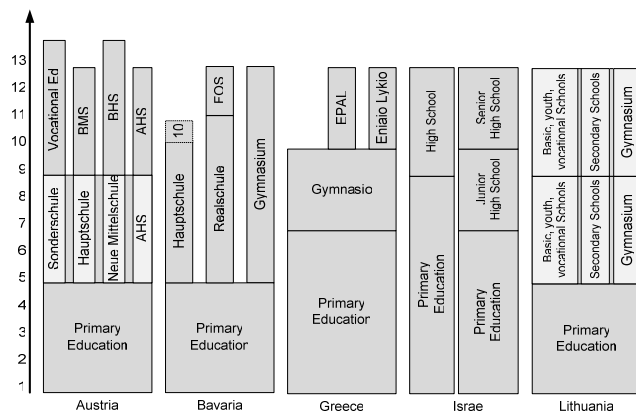 13
12
11
10
9
8
7
6
5
4
3
2
1
Vocational Ed
BMS
BHS
AHS
Sonderschule
Hauptschule
Neue Mittelschule
AHS
Primary
Education
Austria
10
FOS
Hauptschule
Realschule
Gymnasium
Primary
Education
Bavaria
EPAL
Eniaio Lykio
Gymnasio
Primary
Education
Greece
High School
Senior
High School
Junior
High School
Primary
Education
Primary
Education
Israe
Basic, youth,
vocational Schools
Secondary Schools
Gymnasium
Basic, youth,
vocational Schools
Secondary Schools
Gymnasium
Primary
Education
Lithuania